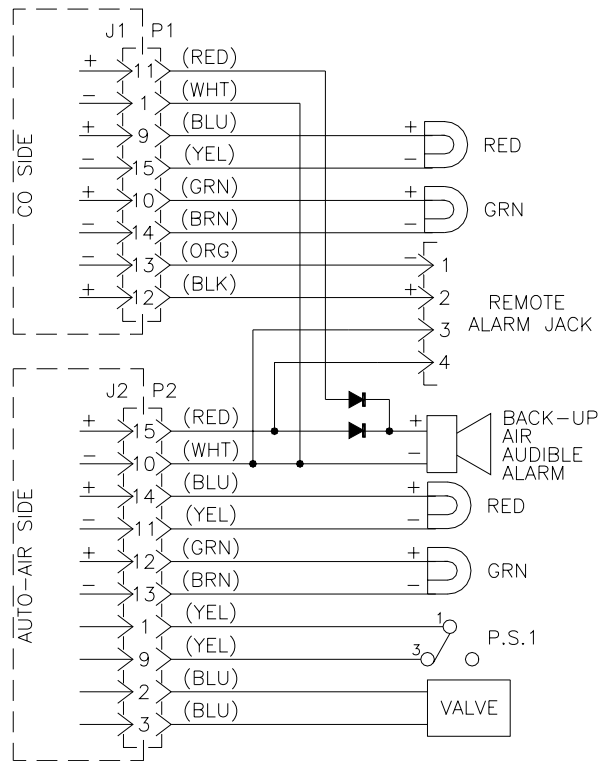 J1 P1
+ 11 (RED)
− 1 (WHT)
+ 9 (BLU) + RED
− 15 (YEL) −
+ 10 (GRN) + GRN
− 14 (BRN) −
− 13 (ORG) − 1
+ 12 (BLK) + 2
3
4
CO SIDE
REMOTE
ALARM JACK
J2 P2
+ 15 (RED) +
− 10 (WHT) −
BACK-UP
AIR
AUDIBLE
ALARM
+ 14 (BLU) + RED
− 11 (YEL) −
+ 12 (GRN) + GRN
− 13 (BRN) −
1 (YEL) 1 P.S.1
9 (YEL) 3
2 (BLU)
3 (BLU)
VALVE
AUTO-AIR SIDE